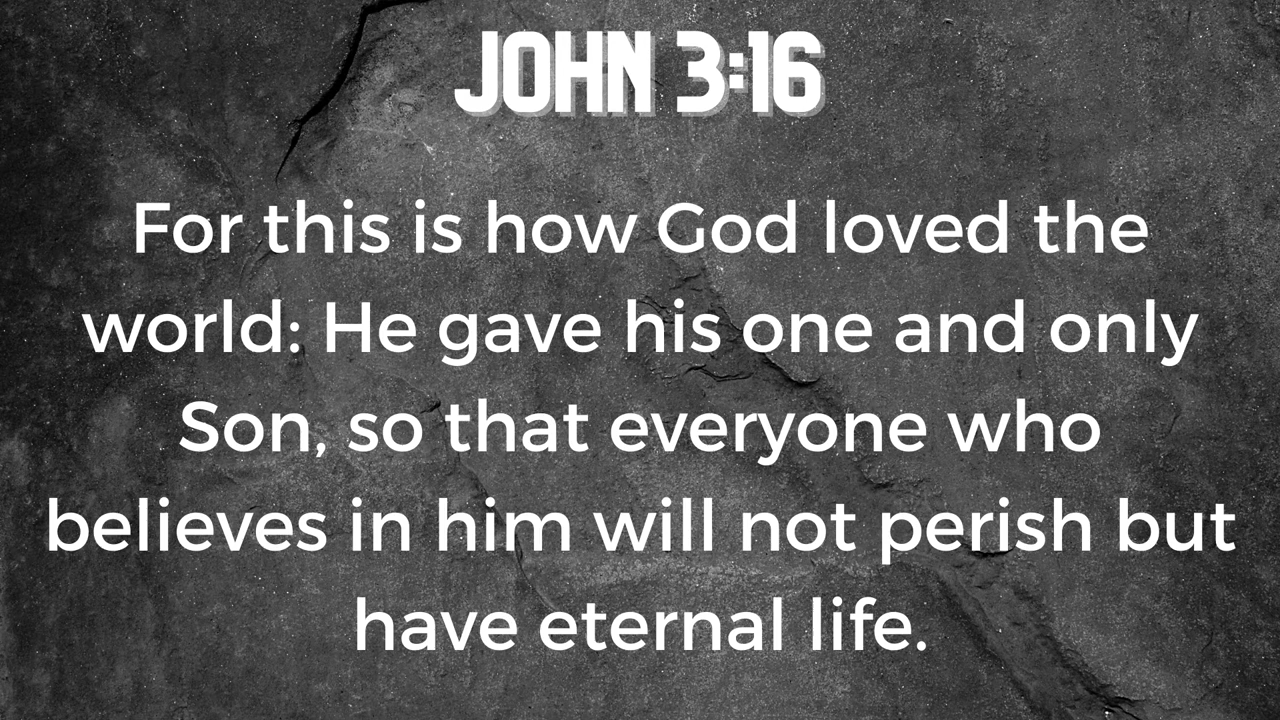 JOHN 3:16
For this is how God loved the
world: He gave his one and only
Son, so that everyone who
believes in him will not perish but
have eternal life.